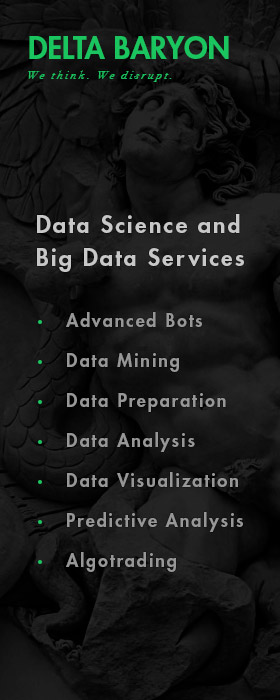 DELTA BARYON
We think. We disrupt.
Data Science and
Big Data Services
Advanced Bots
Data Mining
Data Preparation
Data Analysis
Data Visualization
Predictive Analysis
Algotrading